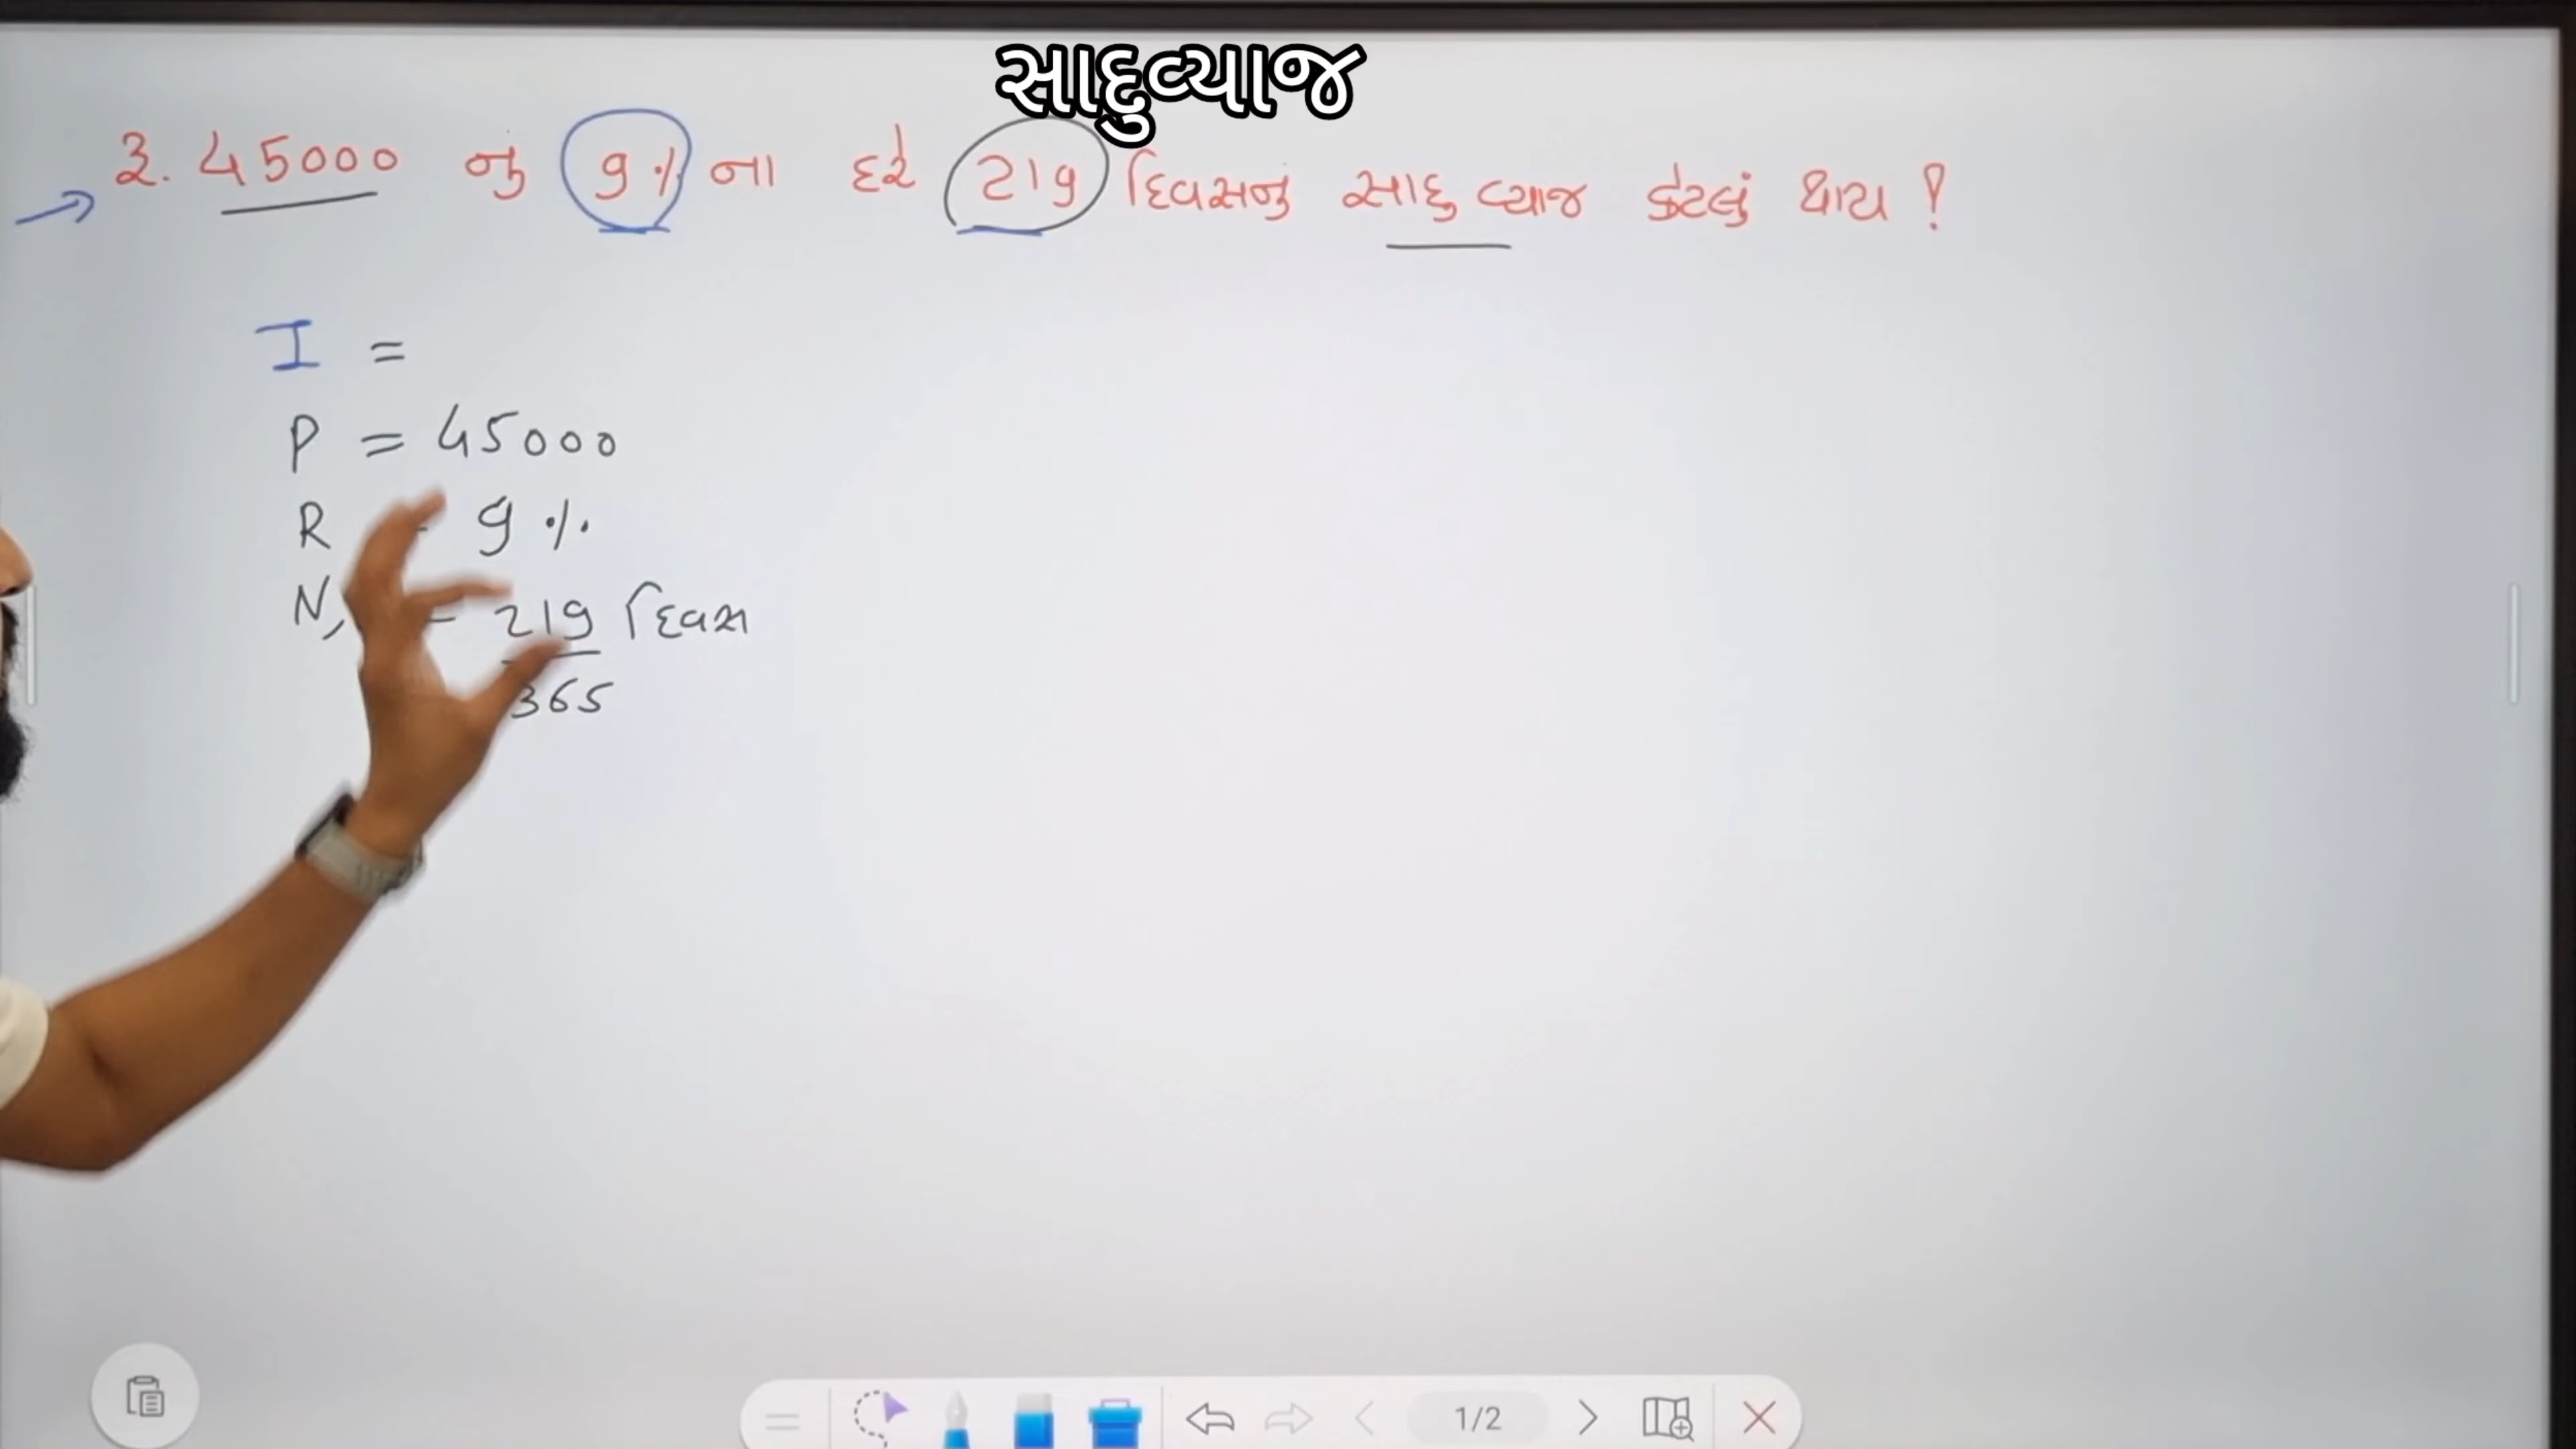 સાદુવ્યાજ
રૂ. 45000 નુ 9% ના દરે 219 દિવસનુ સાદુ વ્યાજ કેટલું થાય ?
I =
P = 45000
R = 9 %
N = 219 દિવસ
365
1/2